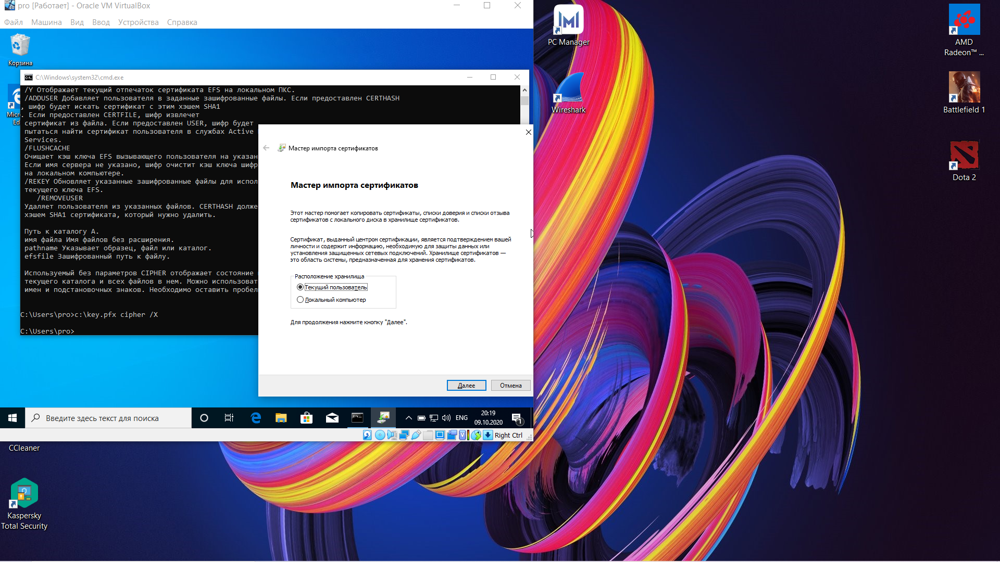 pro [Работает] - Oracle VM VirtualBox
Файл Машина Вид Ввод Устройства Справка
Корзина
C:\Windows\system32\cmd.exe
/Y Отображает текущий отпечаток сертификата EFS на локальном ПКС.
/ADDUSER Добавляет пользователя в заданные зашифрованные файлы. Если предоставлен CERTHASH
, шифр будет искать сертификат с этим хэшем SHA1
. Если предоставлен CERTFILE, шифр извлечет
сертификат из файла. Если предоставлен USER, шифр будет
пытаться найти сертификат пользователя в службах Active
Services.
/FLUSHCACHE
Очищает кэш ключа EFS вызывающего пользователя на указан
Если имя сервера не указано, шифр очистит кэш ключа шифр
на локальном компьютере.
/REKEY Обновляет указанные зашифрованные файлы для испол
текущего ключа EFS.
/REMOVEUSER
Удаляет пользователя из указанных файлов. CERTHASH долже
хэшем SHA1 сертификата, который нужно удалить.
Путь к каталогу A.
имя файла Имя файлов без расширения.
pathname Указывает образец, файл или каталог.
efsfile Зашифрованный путь к файлу.
Используемый без параметров CIPHER отображает состояние
текущего каталога и всех файлов в нем. Можно использоват
имен и подстановочных знаков. Необходимо оставить пробел
C:\Users\pro>c:\key.pfx cipher /X
C:\Users\pro>
Micr
Ed
Мастер импорта сертификатов
Мастер импорта сертификатов
Этот мастер помогает копировать сертификаты, списки доверия и списки отзыва
сертификатов с локального диска в хранилище сертификатов.
Сертификат, выданный центром сертификации, является подтверждением вашей
личности и содержит информацию, необходимую для защиты данных или
установления защищенных сетевых подключений. Хранилище сертификатов —
это область системы, предназначенная для хранения сертификатов.
Расположение хранилища
Текущий пользователь
Локальный компьютер
Для продолжения нажмите кнопку "Далее".
Далее Отмена
Введите здесь текст для поиска
ENG
20:19
09.10.2020
1
Right Ctrl
CCleaner
Kaspersky
Total Security
PC Manager
Wireshark
AMD
Radeon™ ...
Battlefield 1
Dota 2